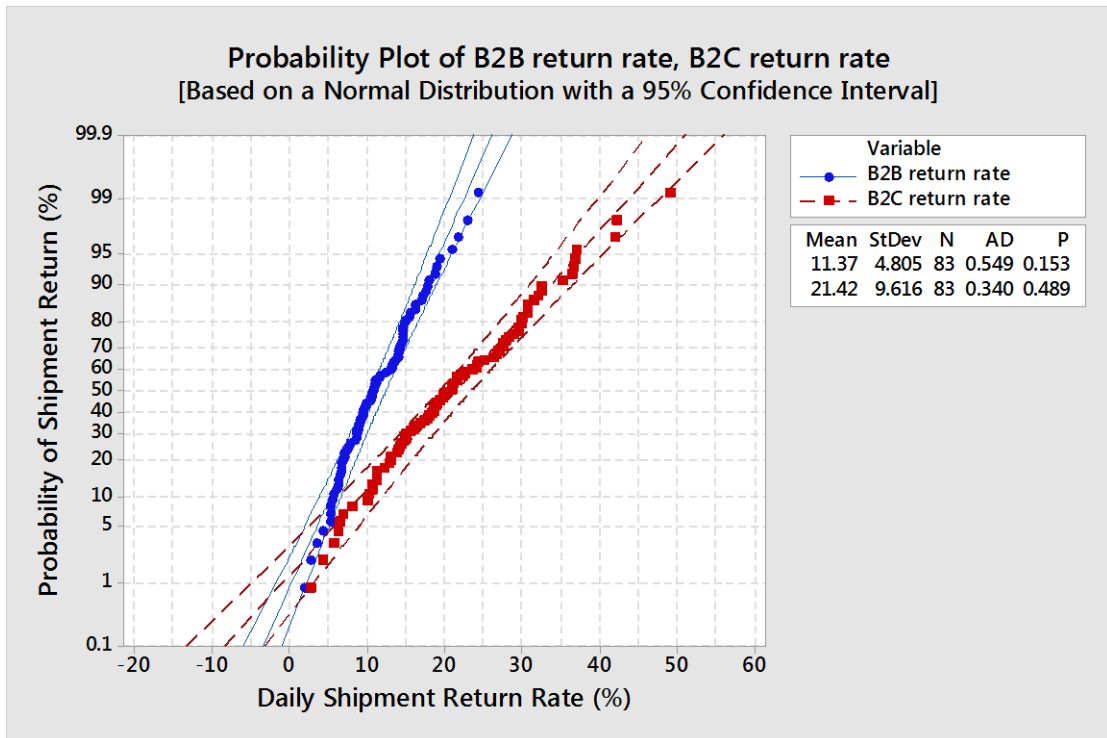 Probability Plot of B2B return rate, B2C return rate
[Based on a Normal Distribution with a 95% Confidence Interval]
Probability of Shipment Return (%)
99.9
99
95
90
80
70
60
50
40
30
20
10
5
1
0.1
-20 -10 0 10 20 30 40 50 60
Daily Shipment Return Rate (%)
Variable
B2B return rate
B2C return rate
Mean StDev N AD P
11.37 4.805 83 0.549 0.153
21.42 9.616 83 0.340 0.489